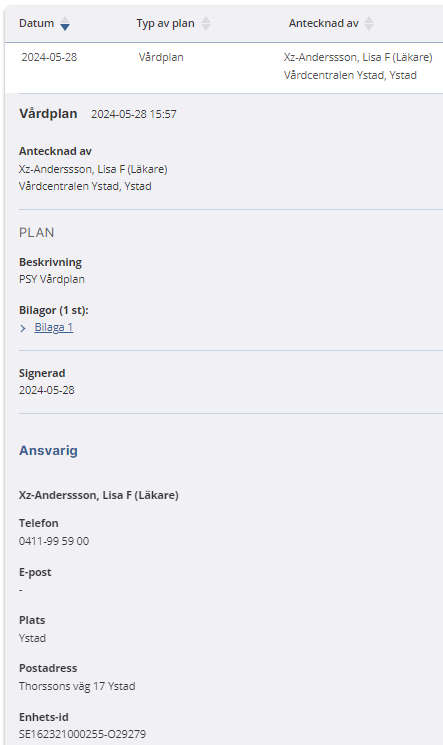 Datum Typ av plan Antecknad av
2024-05-28 Vårdplan Xz-Anderssson, Lisa F (Läkare)
Vårdcentralen Ystad, Ystad
Vårdplan 2024-05-28 15:57
Antecknad av
Xz-Anderssson, Lisa F (Läkare)
Vårdcentralen Ystad, Ystad
PLAN
Beskrivning
PSY Vårdplan
Bilagor (1 st):
Bilaga 1
Signerad
2024-05-28
Ansvarig
Xz-Anderssson, Lisa F (Läkare)
Telefon
0411-99 59 00
E-post
-
Plats
Ystad
Postadress
Thorssons väg 17 Ystad
Enhets-id
SE162321000255-O29279